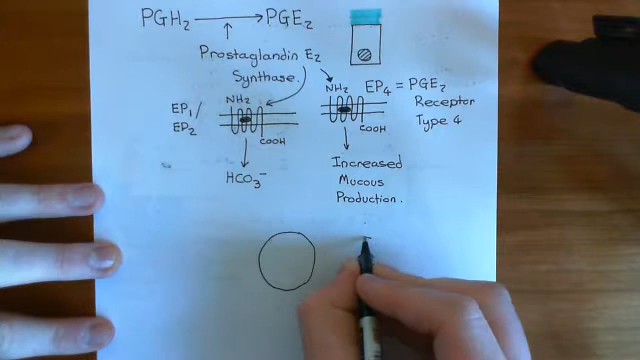 PGH₂ → PGE₂
Prostaglandin E₂
Synthase.
NH₂
EP₁/
EP₂
COOH
HCO₃⁻
NH₂
EP₄ = PGE₂
Receptor
Type 4
COOH
Increased
Mucous
Production.